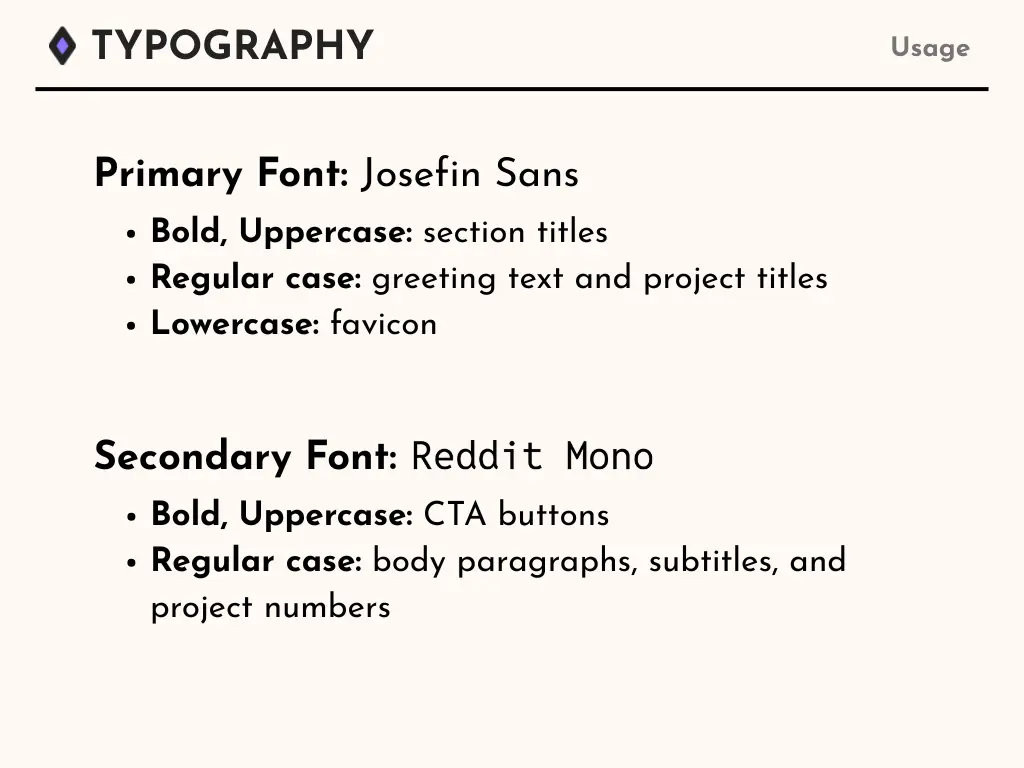 TYPOGRAPHY
Usage
Primary Font: Josefin Sans
• Bold, Uppercase: section titles
• Regular case: greeting text and project titles
• Lowercase: favicon
Secondary Font: Reddit Mono
• Bold, Uppercase: CTA buttons
• Regular case: body paragraphs, subtitles, and
project numbers